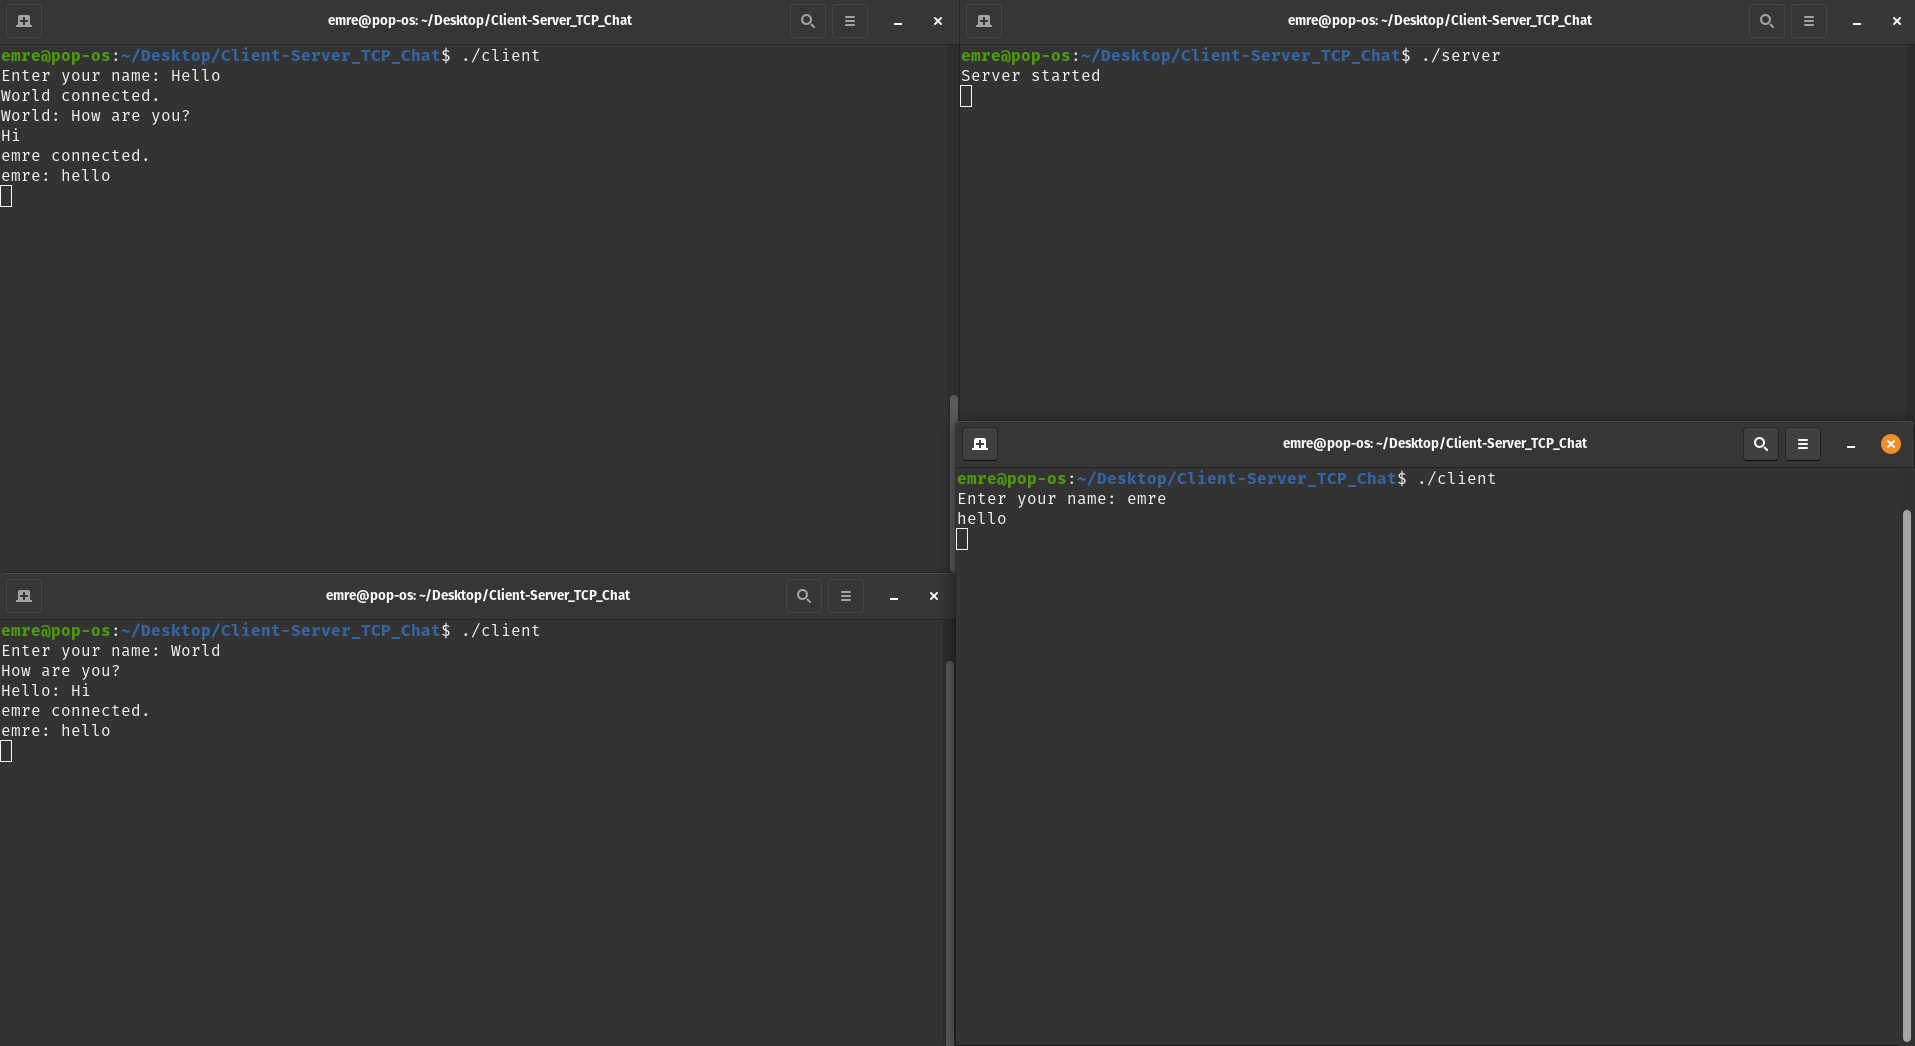 emre@pop-os: ~/Desktop/Client-Server_TCP_Chat
emre@pop-os:~/Desktop/Client-Server_TCP_Chat$ ./client
Enter your name: Hello
World connected.
World: How are you?
Hi
emre connected.
emre: hello
emre@pop-os: ~/Desktop/Client-Server_TCP_Chat
emre@pop-os:~/Desktop/Client-Server_TCP_Chat$ ./server
Server started
emre@pop-os: ~/Desktop/Client-Server_TCP_Chat
emre@pop-os:~/Desktop/Client-Server_TCP_Chat$ ./client
Enter your name: emre
hello
emre@pop-os: ~/Desktop/Client-Server_TCP_Chat
emre@pop-os:~/Desktop/Client-Server_TCP_Chat$ ./client
Enter your name: World
How are you?
Hello: Hi
emre connected.
emre: hello